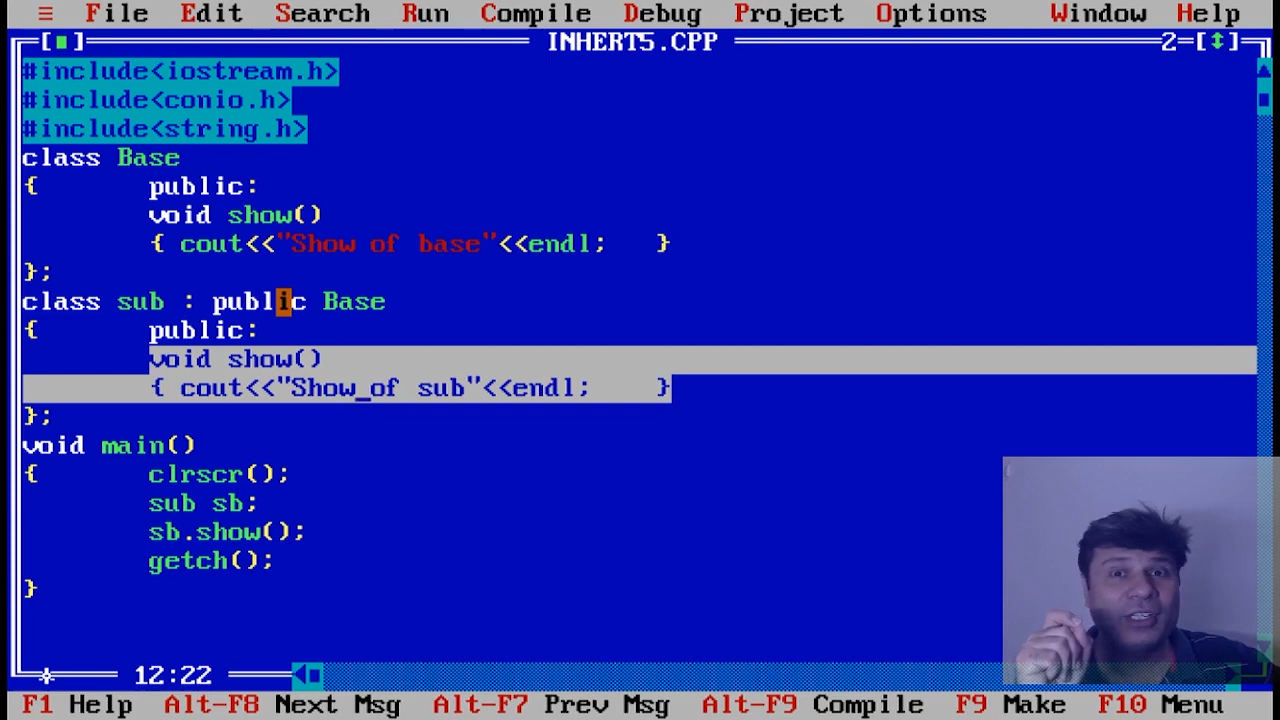 ≡ File Edit Search Run Compile Debug Project Options Window Help
[■] INHERT5.CPP 2=[↕]
#include<iostream.h>
#include<conio.h>
#include<string.h>
class Base
{ public:
void show()
{ cout<<"Show of base"<<endl; }
};
class sub : public Base
{ public:
void show()
{ cout<<"Show_of sub"<<endl; }
};
void main()
{ clrscr();
sub sb;
sb.show();
getch();
}
12:22
F1 Help Alt-F8 Next Msg Alt-F7 Prev Msg Alt-F9 Compile F9 Make F10 Menu